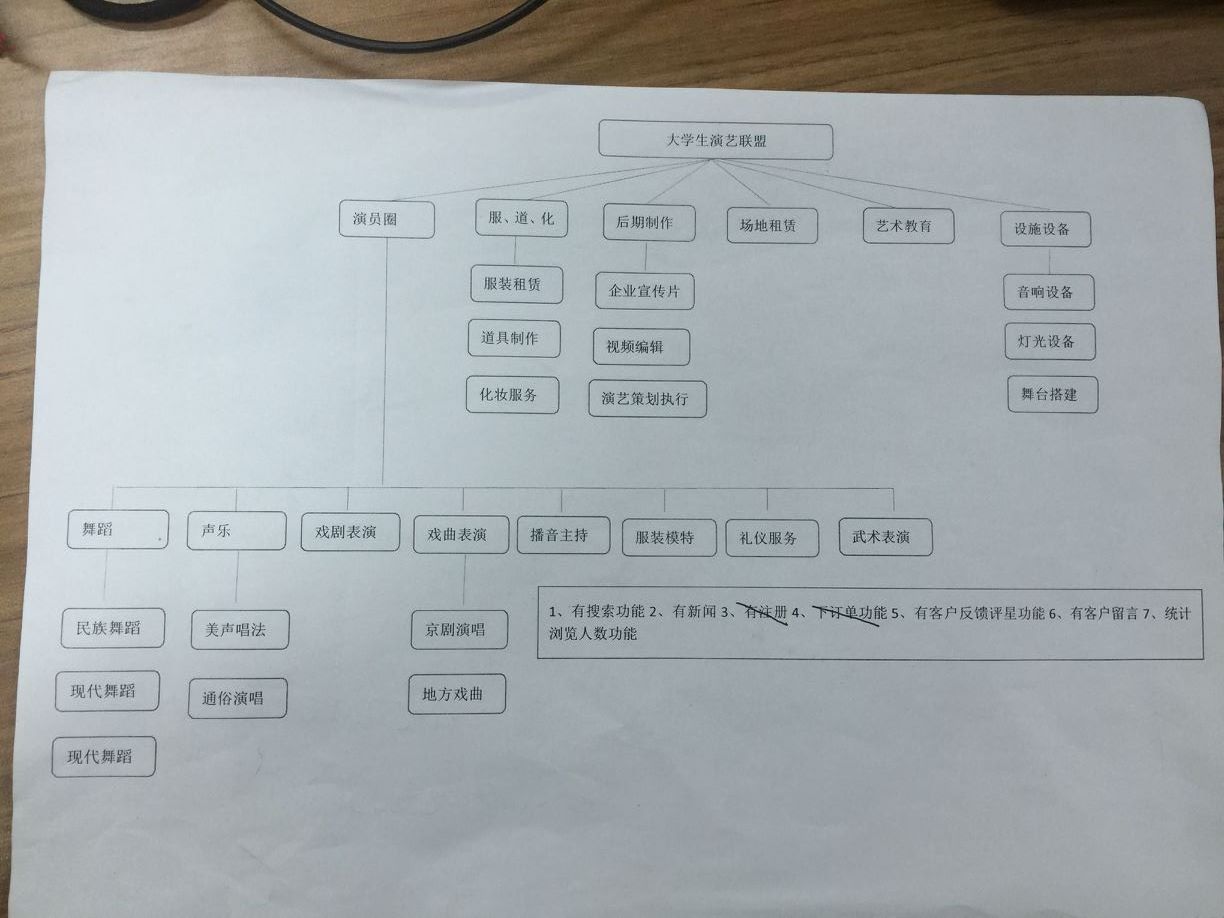 大学生演艺联盟
演员圈
服、道、化
后期制作
场地租赁
艺术教育
设施设备
服装租赁
企业宣传片
音响设备
道具制作
视频编辑
灯光设备
化妆服务
演艺策划执行
舞台搭建
舞蹈
声乐
戏剧表演
戏曲表演
播音主持
服装模特
礼仪服务
武术表演
民族舞蹈
美声唱法
京剧演唱
现代舞蹈
通俗演唱
地方戏曲
现代舞蹈
1、有搜索功能 2、有新闻 3、有注册 4、下订单功能 5、有客户反馈评星功能 6、有客户留言 7、统计
浏览人数功能